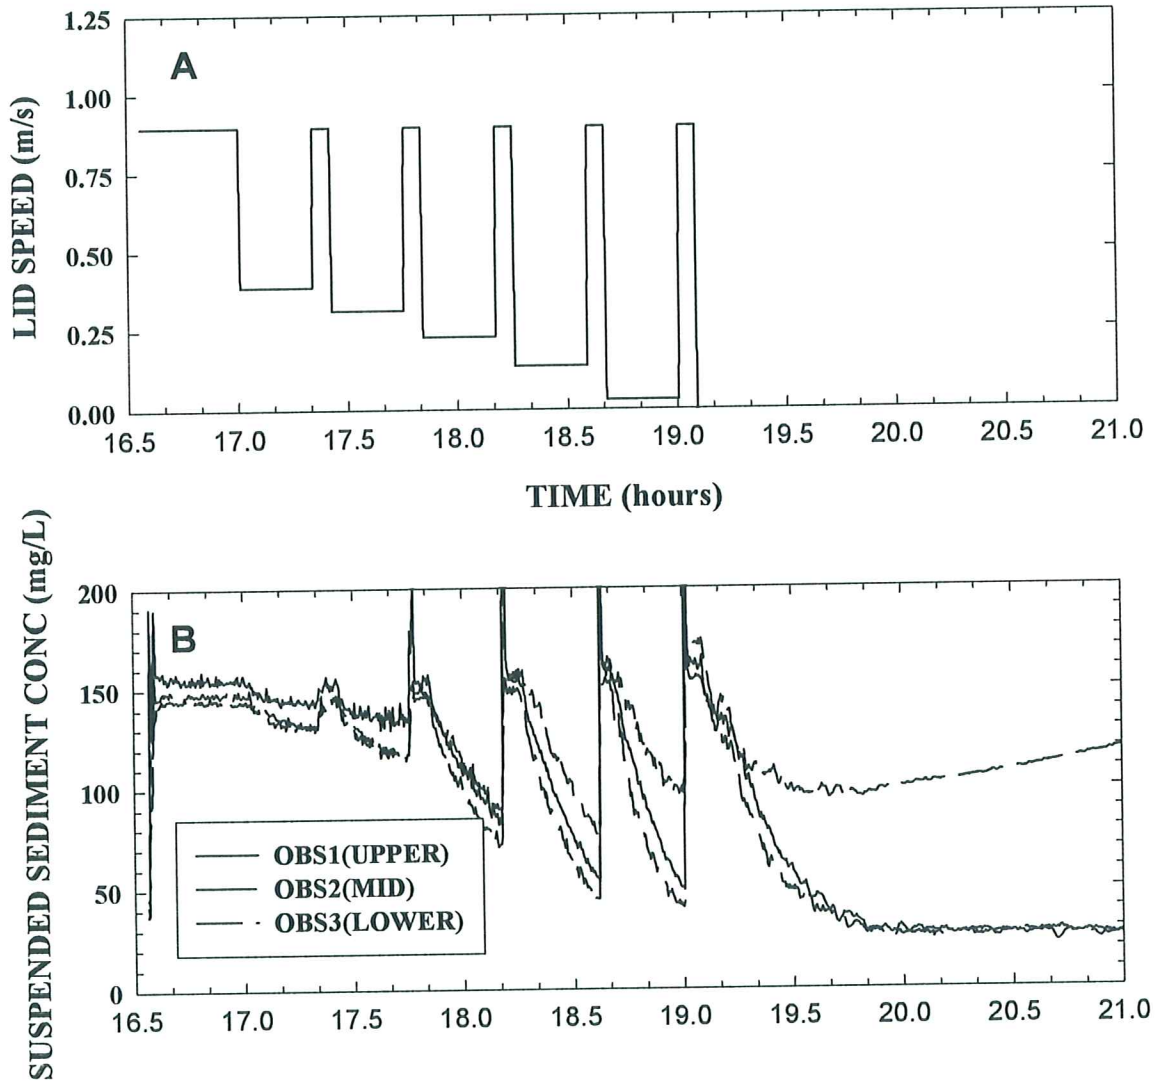 A
LID SPEED (m/s)
1.25
1.00
0.75
0.50
0.25
0.00
16.5 17.0 17.5 18.0 18.5 19.0 19.5 20.0 20.5 21.0
TIME (hours)
B
SUSPENDED SEDIMENT CONC (mg/L)
200
150
100
50
0
OBS1(UPPER)
OBS2(MID)
OBS3(LOWER)
16.5 17.0 17.5 18.0 18.5 19.0 19.5 20.0 20.5 21.0